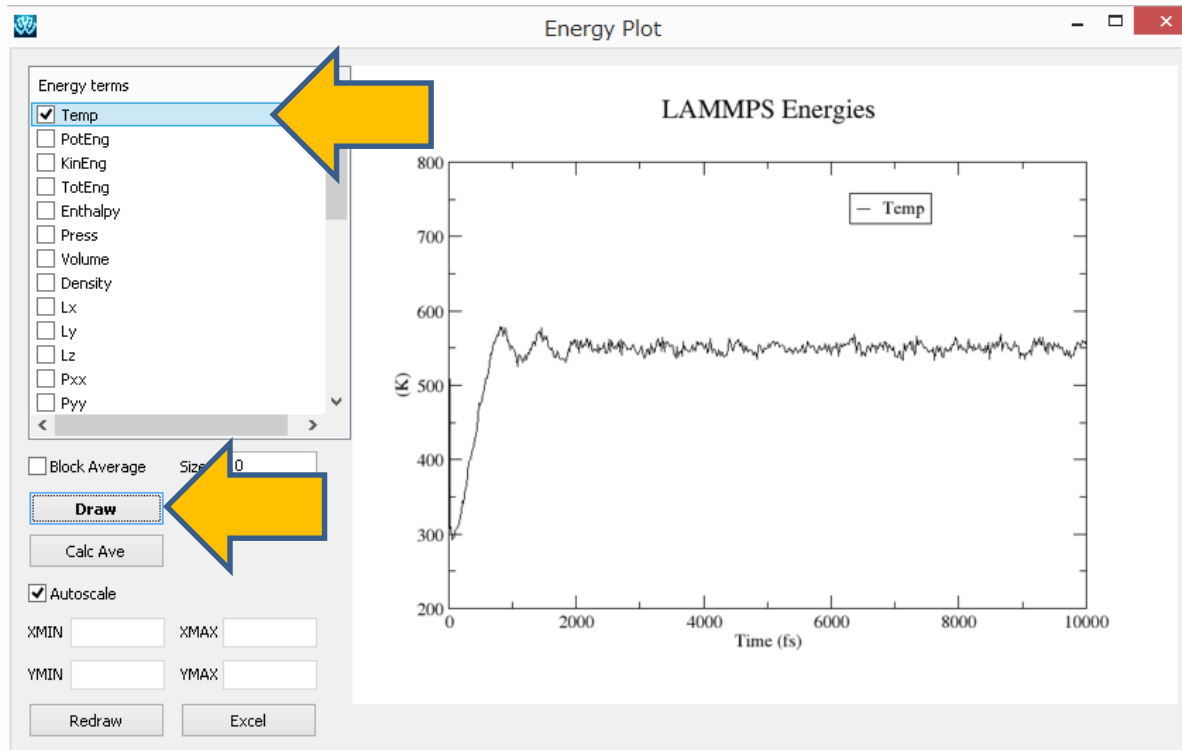 Energy Plot
Energy terms
Temp
PotEng
KinEng
TotEng
Enthalpy
Press
Volume
Density
Lx
Ly
Lz
Pxx
Pyy
Block Average
0
Draw
Calc Ave
Autoscale
XMIN XMAX
YMIN YMAX
Redraw Excel
LAMMPS Energies
Temp
800
700
600
500
400
300
200
(K)
0 2000 4000 6000 8000 10000
Time (fs)